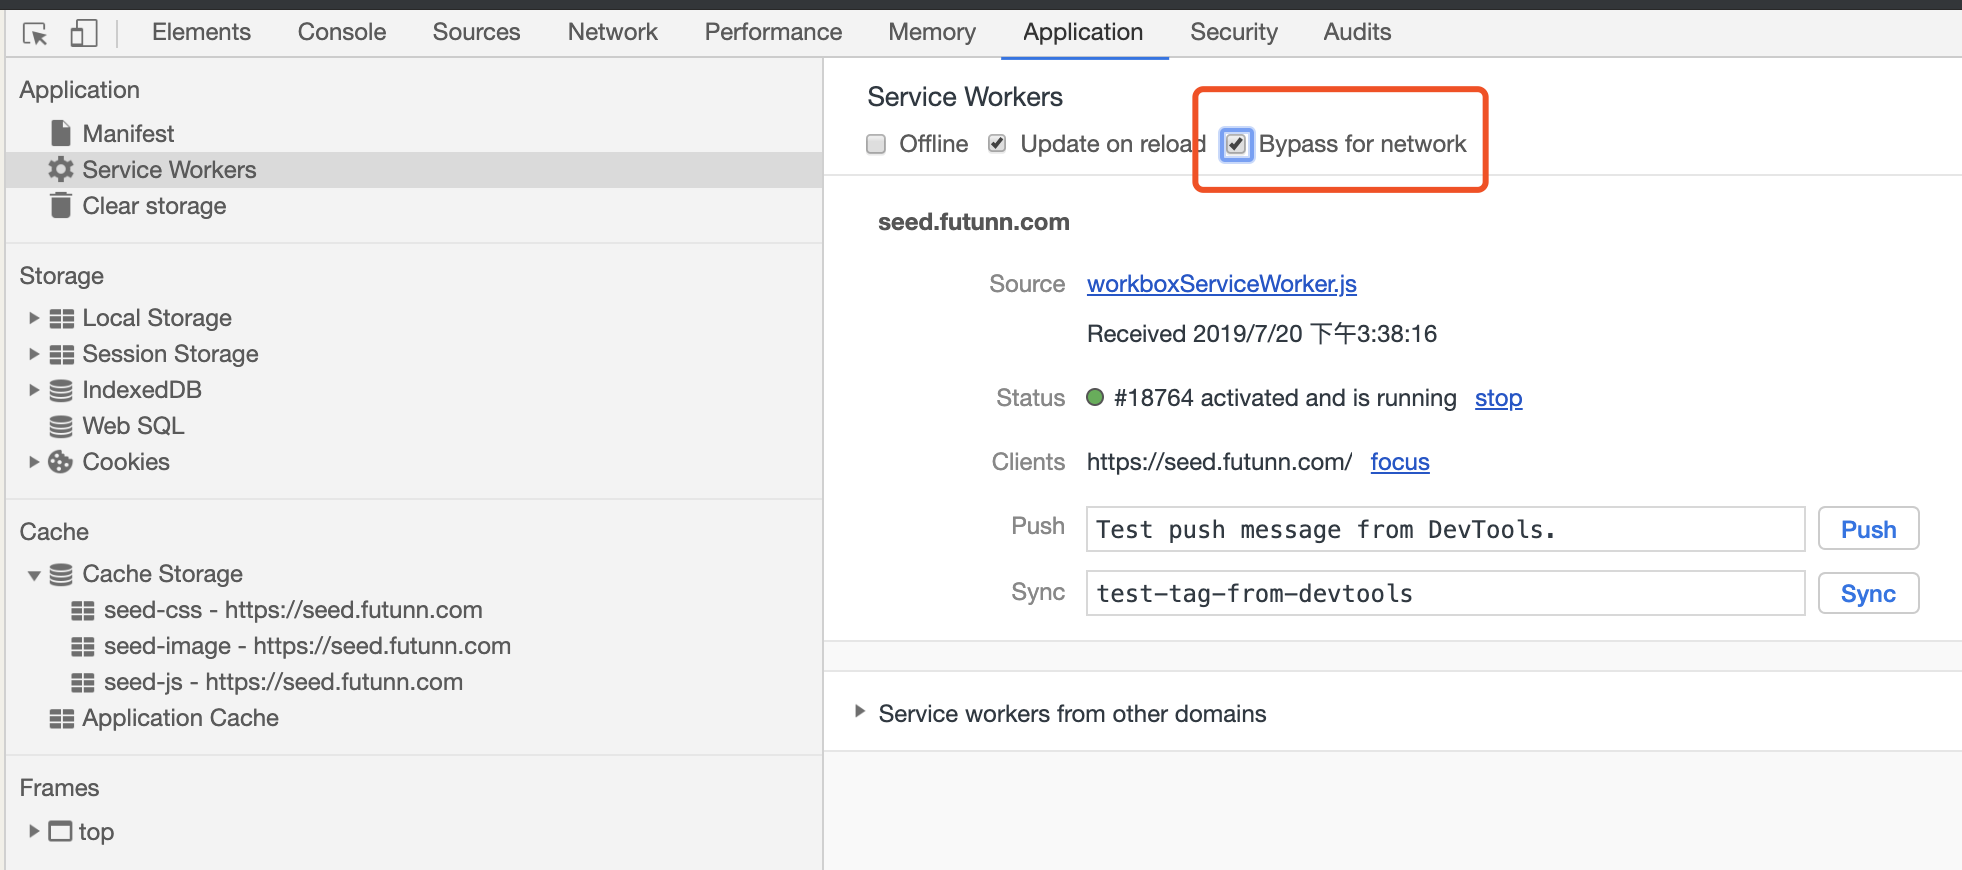 Elements Console Sources Network Performance Memory Application Security Audits
Application
Manifest
Service Workers
Clear storage
Storage
Local Storage
Session Storage
IndexedDB
Web SQL
Cookies
Cache
Cache Storage
seed-css - https://seed.futunn.com
seed-image - https://seed.futunn.com
seed-js - https://seed.futunn.com
Application Cache
Frames
top
Service Workers
Offline Update on reload Bypass for network
seed.futunn.com
Source workboxServiceWorker.js
Received 2019/7/20 下午3:38:16
Status #18764 activated and is running stop
Clients https://seed.futunn.com/ focus
Push Test push message from DevTools. Push
Sync test-tag-from-devtools Sync
Service workers from other domains